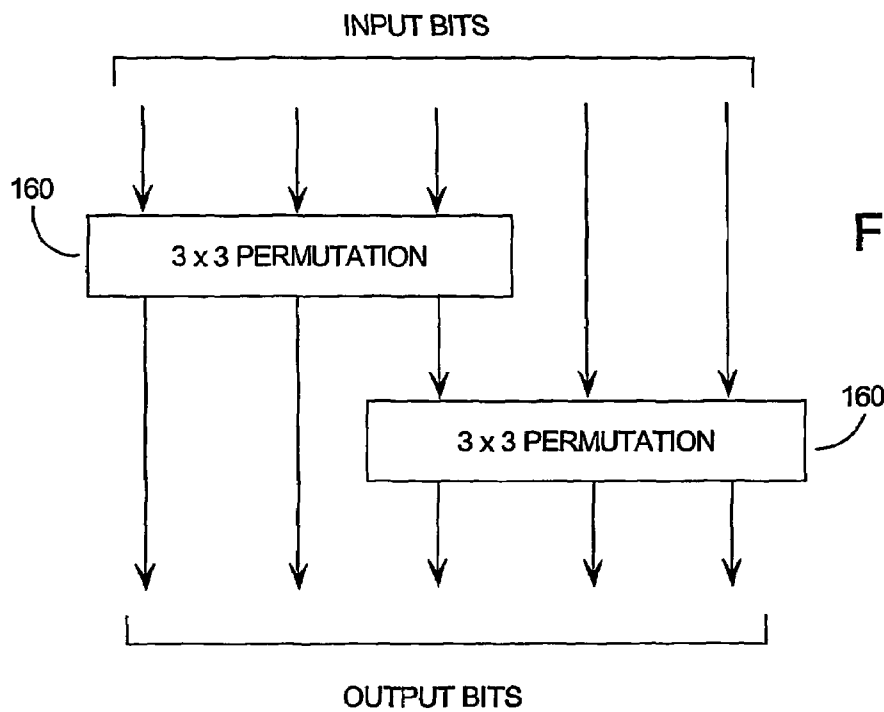 INPUT BITS
160
3 x 3 PERMUTATION
F
160
3 x 3 PERMUTATION
OUTPUT BITS